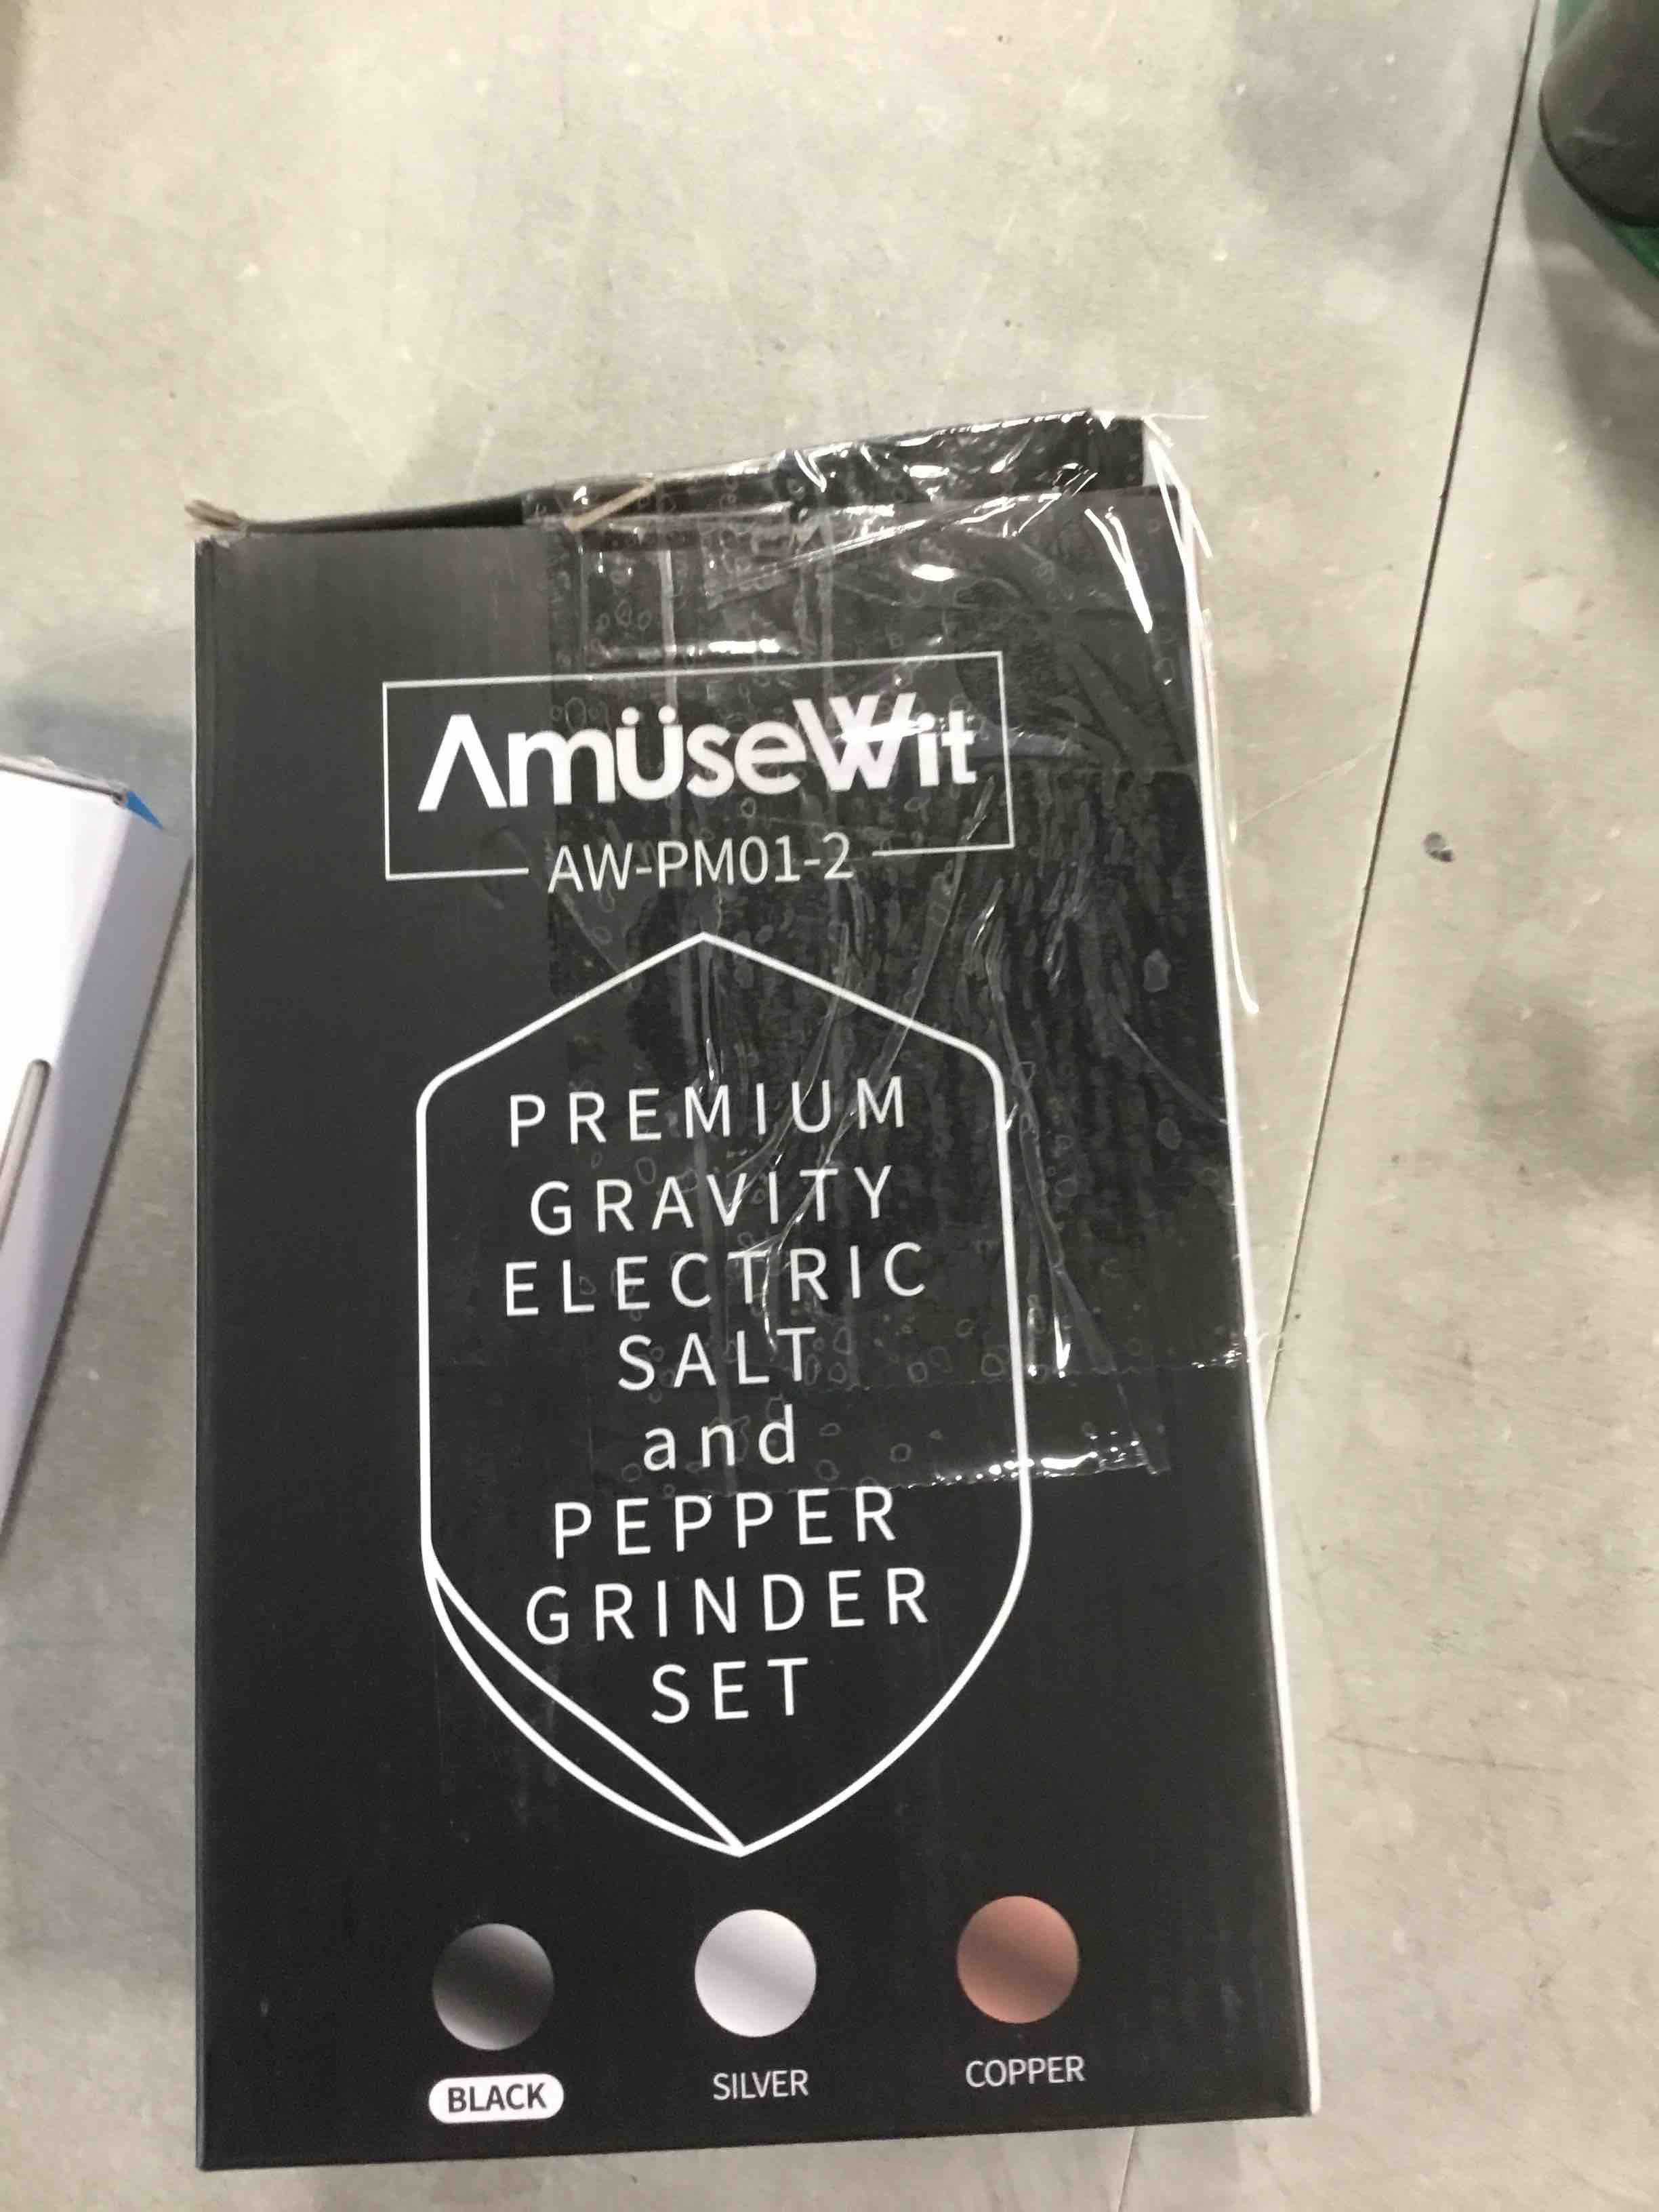 AmüseWit
AW-PM01-2
PREMIUM
GRAVITY
ELECTRIC
SALT
and
PEPPER
GRINDER
SET
BLACK
SILVER
COPPER